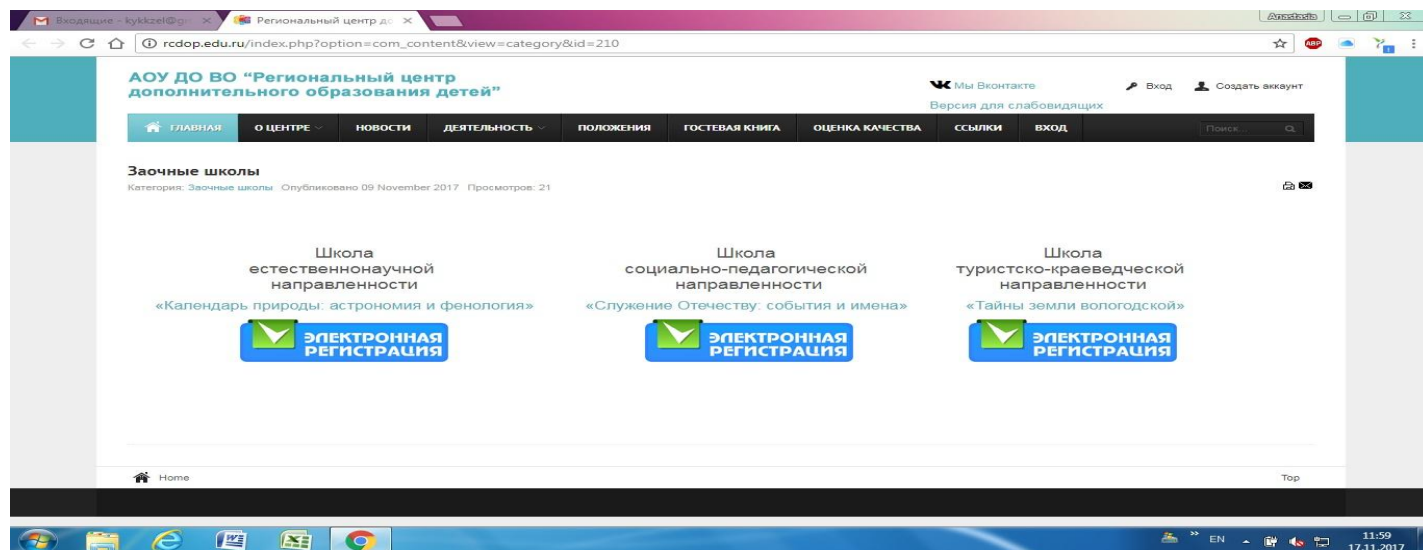 Входящие - kykkzel@gm
Региональный центр до
Anastasia
rcdop.edu.ru/index.php?option=com_content&view=category&id=210
АОУ ДО ВО “Региональный центр
дополнительного образования детей”
Мы Вконтакте
Вход
Создать аккаунт
Версия для слабовидящих
ГЛАВНАЯ
О ЦЕНТРЕ
НОВОСТИ
ДЕЯТЕЛЬНОСТЬ
ПОЛОЖЕНИЯ
ГОСТЕВАЯ КНИГА
ОЦЕНКА КАЧЕСТВА
ССЫЛКИ
ВХОД
Поиск...
Заочные школы
Категория: Заочные школы Опубликовано 09 November 2017 Просмотров: 21
Школа
естественнонаучной
направленности
«Календарь природы: астрономия и фенология»
ЭЛЕКТРОННАЯ
РЕГИСТРАЦИЯ
Школа
социально-педагогической
направленности
«Служение Отечеству: события и имена»
ЭЛЕКТРОННАЯ
РЕГИСТРАЦИЯ
Школа
туристско-краеведческой
направленности
«Тайны земли вологодской»
ЭЛЕКТРОННАЯ
РЕГИСТРАЦИЯ
Home
Top
EN
11:59
17.11.2017